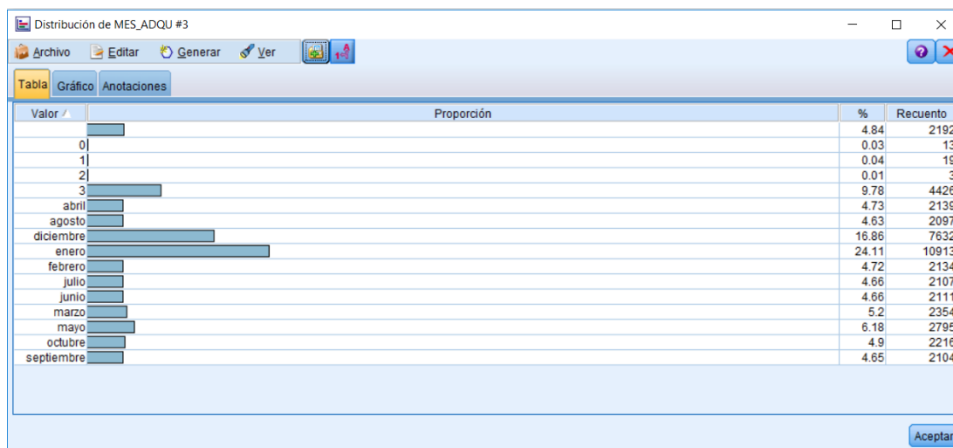 Distribución de MES_ADQU #3
Archivo Editar Generar Ver
Tabla Gráfico Anotaciones
Valor Proporción % Recuento
4.84 2192
0 0.03 13
1 0.04 19
2 0.01 3
3 9.78 4426
abril 4.73 2139
agosto 4.63 2097
diciembre 16.86 7632
enero 24.11 10913
febrero 4.72 2134
julio 4.66 2107
junio 4.66 2111
marzo 5.2 2354
mayo 6.18 2795
octubre 4.9 2216
septiembre 4.65 2104
Aceptar